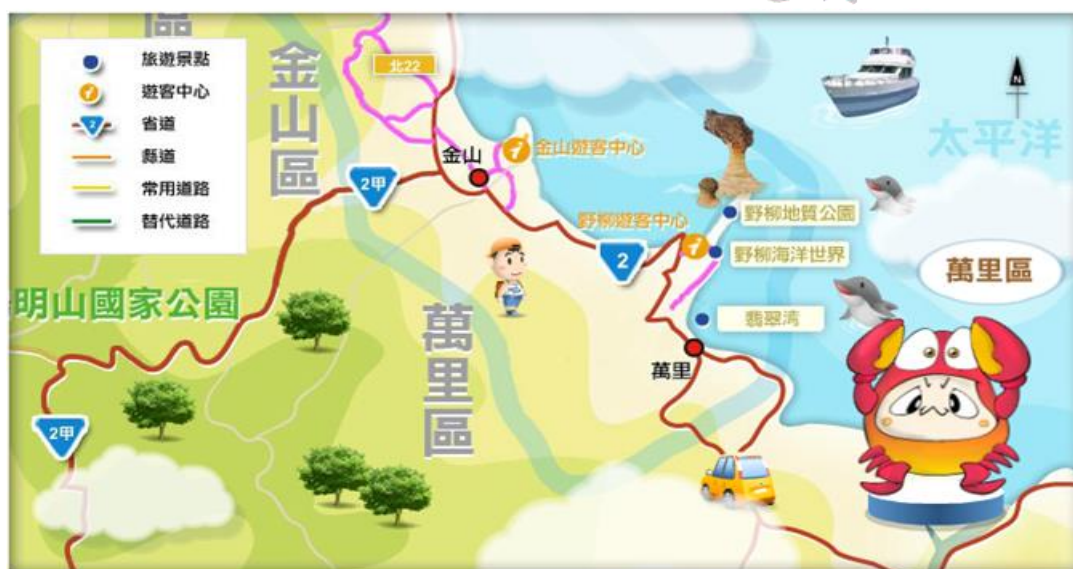 旅遊景點
遊客中心
2
省道
縣道
常用道路
替代道路
區
金山區
北22
N
太平洋
金山
金山遊客中心
2甲
野柳遊客中心
野柳地質公園
2
野柳海洋世界
萬里區
明山國家公園
翡翠湾
萬里區
萬里
2甲